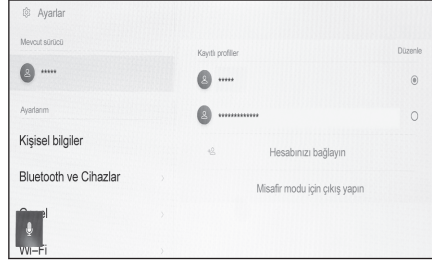 Ayarlar
Mevcut sürücü
*****
Ayarlarım
Kişisel bilgiler
Bluetooth ve Cihazlar
Wi-Fi
Kayıtlı profiller
Düzenle
*****
*************
Hesabınızı bağlayın
Misafir modu için çıkış yapın